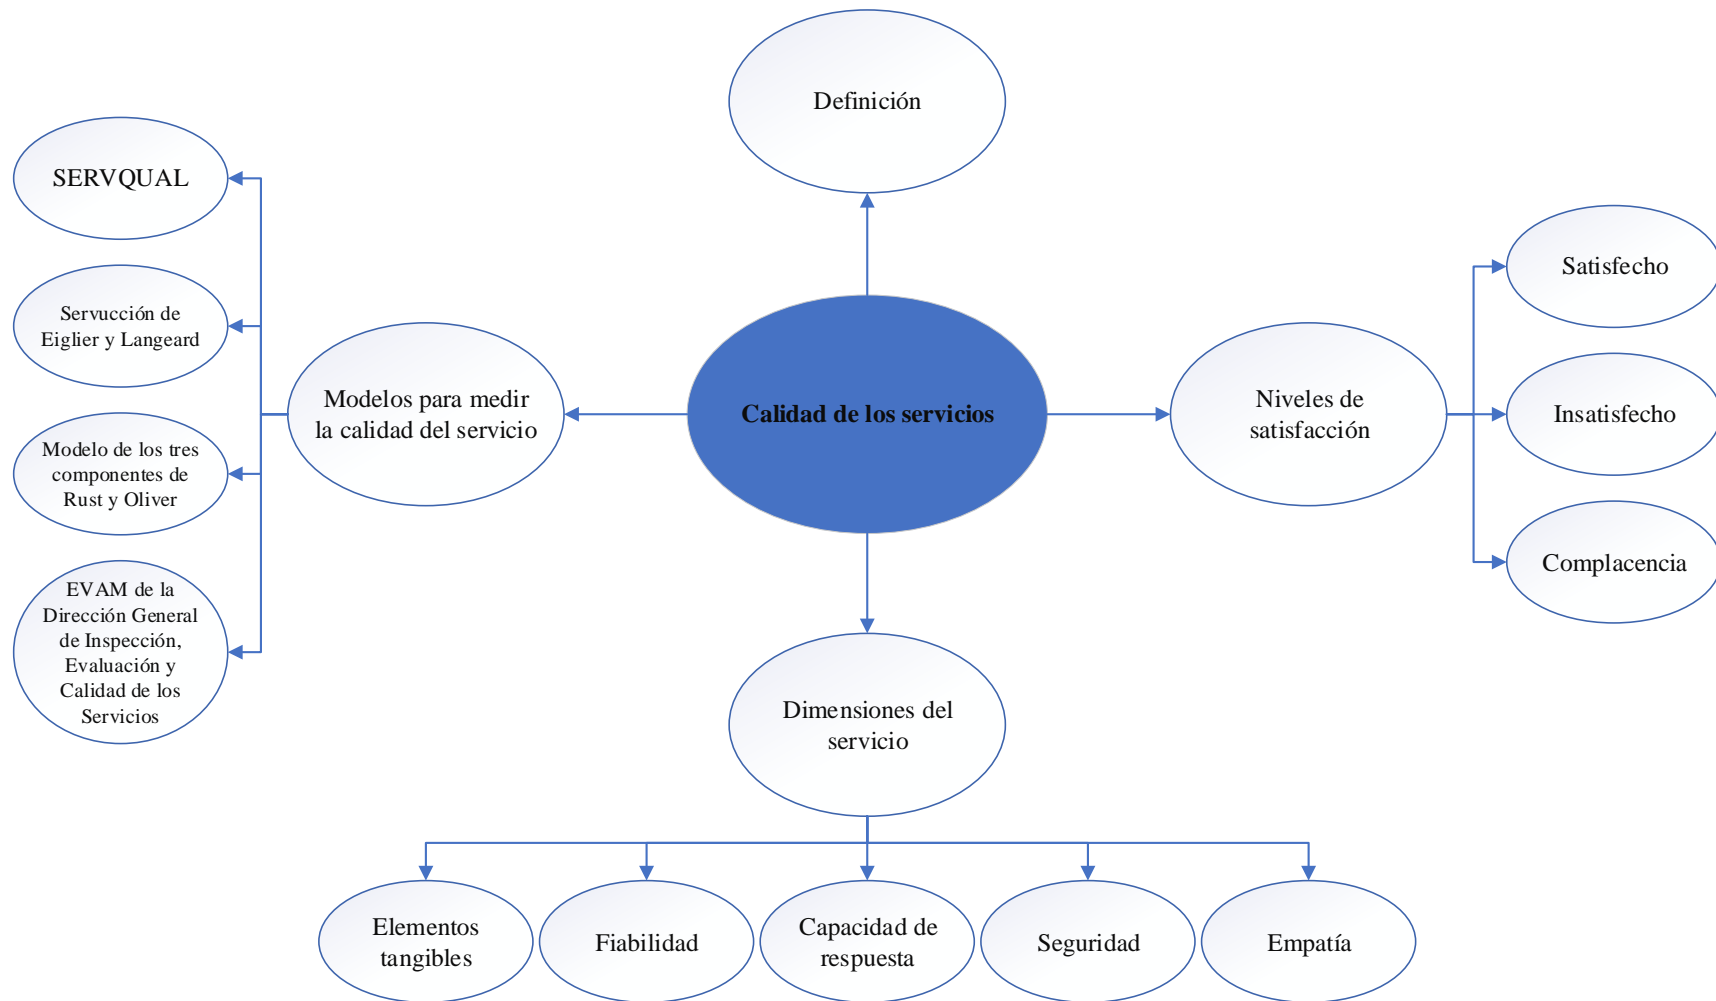 Definición
SERVQUAL
Servucción de
Eiglier y Langeard
Modelo de los tres
componentes de
Rust y Oliver
EVAM de la
Dirección General
de Inspección,
Evaluación y
Calidad de los
Servicios
Modelos para medir
la calidad del servicio
Calidad de los servicios
Niveles de
satisfacción
Satisfecho
Insatisfecho
Complacencia
Dimensiones del
servicio
Elementos
tangibles
Fiabilidad
Capacidad de
respuesta
Seguridad
Empatía